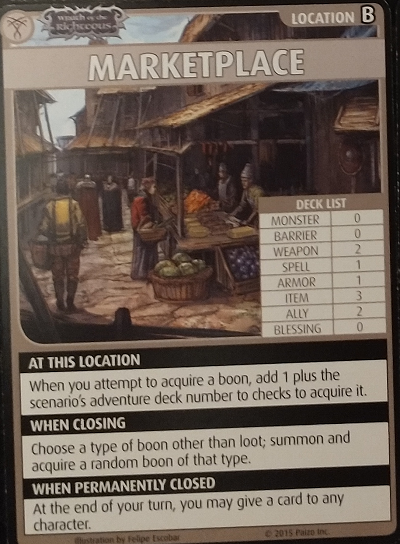 Wrath of the
Righteous
LOCATION B
MARKETPLACE
DECK LIST
MONSTER 0
BARRIER 0
WEAPON 2
SPELL 1
ARMOR 1
ITEM 3
ALLY 2
BLESSING 0
AT THIS LOCATION
When you attempt to acquire a boon, add 1 plus the
scenario's adventure deck number to checks to acquire it.
WHEN CLOSING
Choose a type of boon other than loot; summon and
acquire a random boon of that type.
WHEN PERMANENTLY CLOSED
At the end of your turn, you may give a card to any
character.
Illustration by Felipe Escobar
© 2015 Paizo Inc.